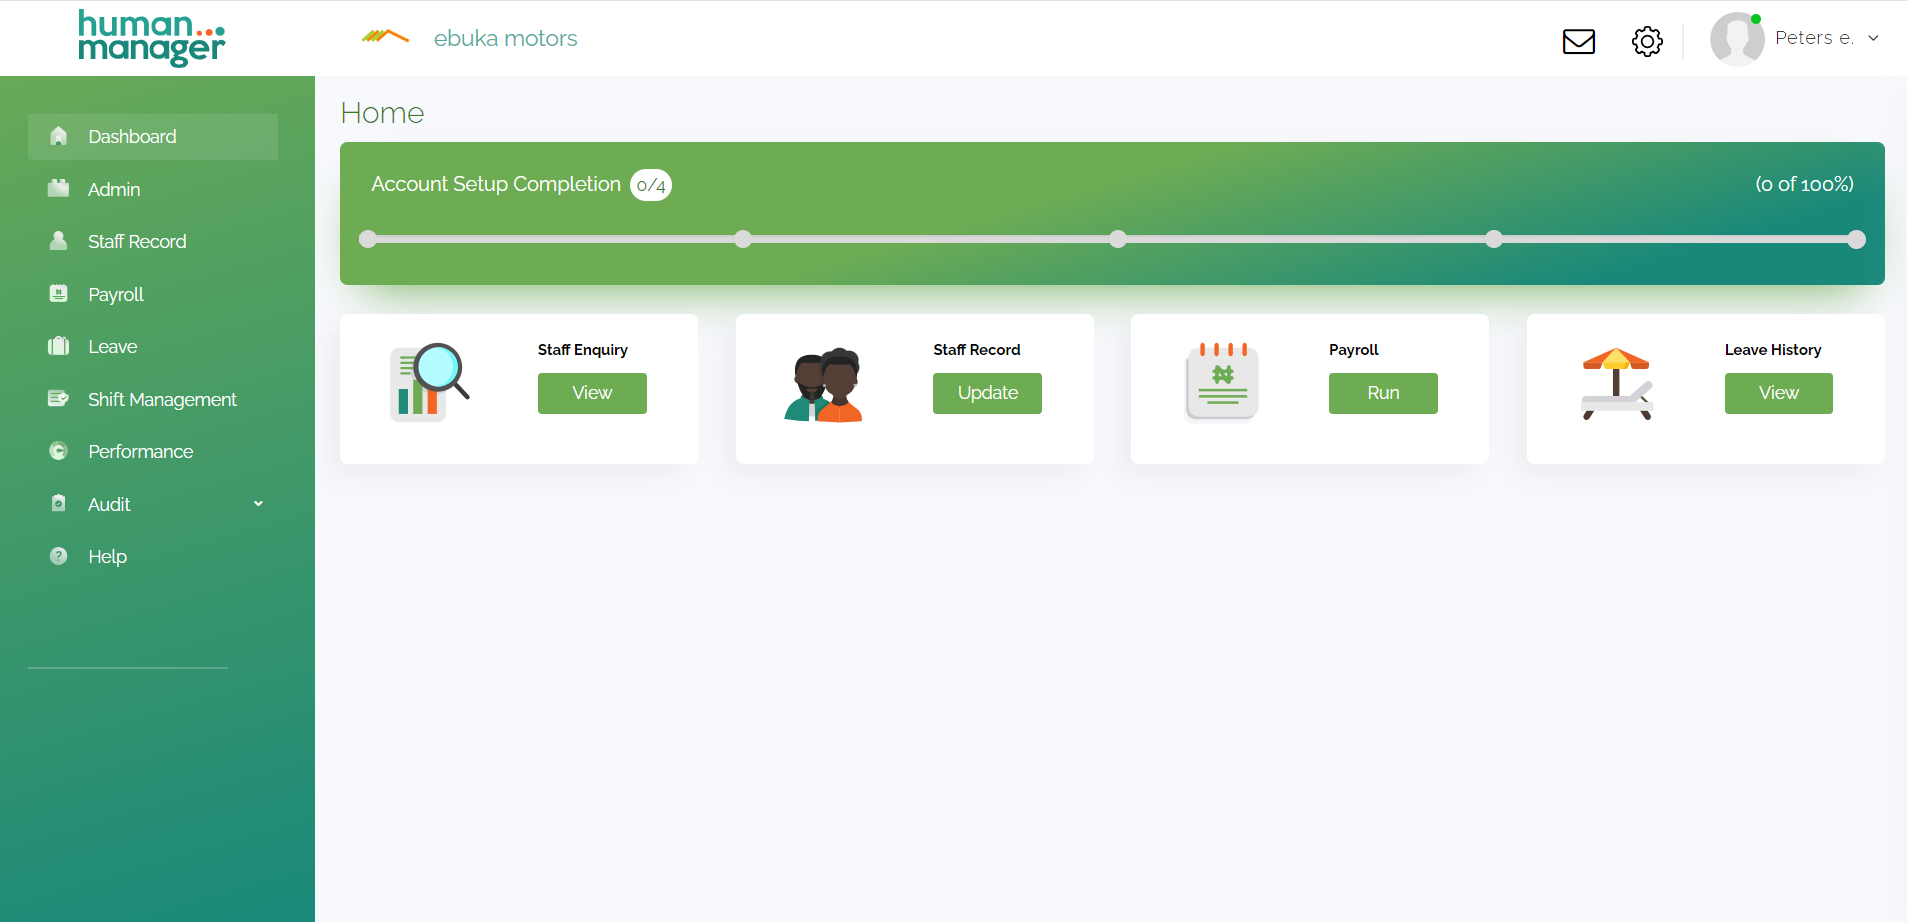 human
manager
ebuka motors
Peters e.
Dashboard
Admin
Staff Record
Payroll
Leave
Shift Management
Performance
Audit
Help
Home
Account Setup Completion 0/4
(0 of 100%)
Staff Enquiry
View
Staff Record
Update
Payroll
Run
Leave History
View